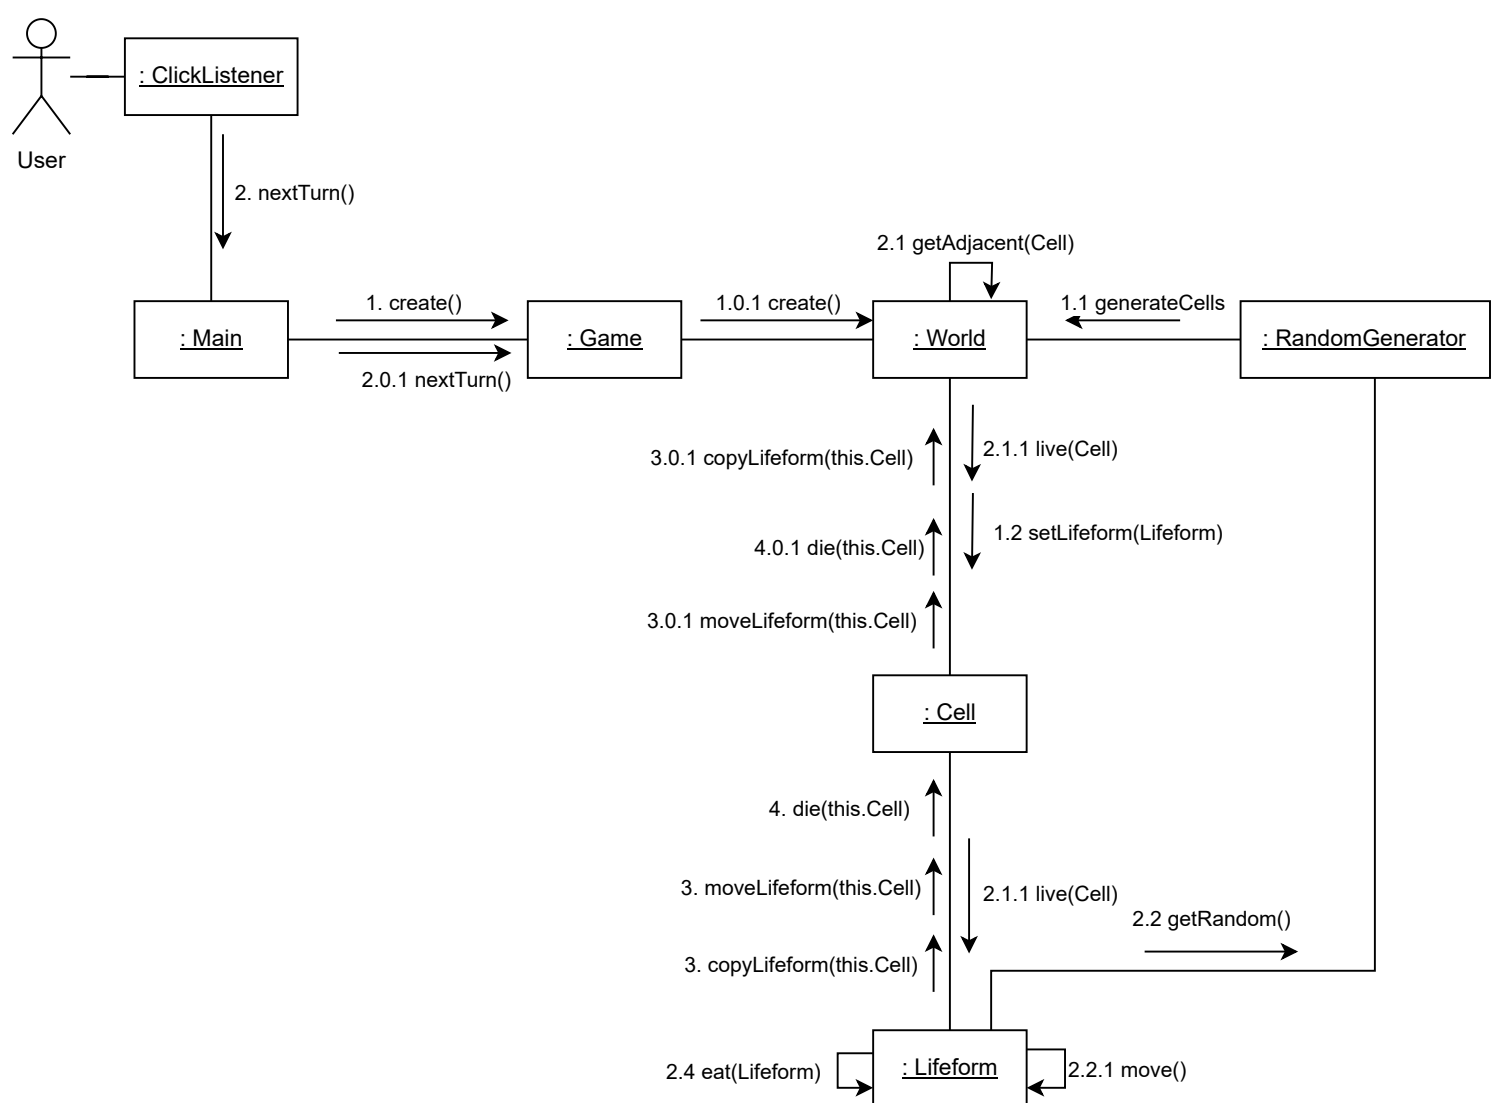 : ClickListener
User
2. nextTurn()
2.1 getAdjacent(Cell)
1. create()
1.0.1 create()
1.1 generateCells
: Main
: Game
: World
: RandomGenerator
2.0.1 nextTurn()
3.0.1 copyLifeform(this.Cell)
2.1.1 live(Cell)
4.0.1 die(this.Cell)
1.2 setLifeform(Lifeform)
3.0.1 moveLifeform(this.Cell)
: Cell
4. die(this.Cell)
3. moveLifeform(this.Cell)
2.1.1 live(Cell)
2.2 getRandom()
3. copyLifeform(this.Cell)
2.4 eat(Lifeform)
: Lifeform
2.2.1 move()